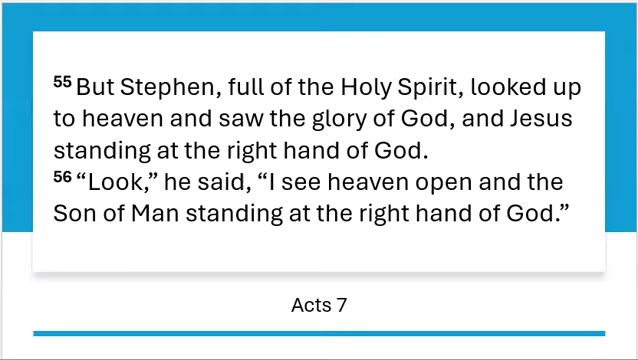 55 But Stephen, full of the Holy Spirit, looked up
to heaven and saw the glory of God, and Jesus
standing at the right hand of God.
56 “Look,” he said, “I see heaven open and the
Son of Man standing at the right hand of God.”
Acts 7